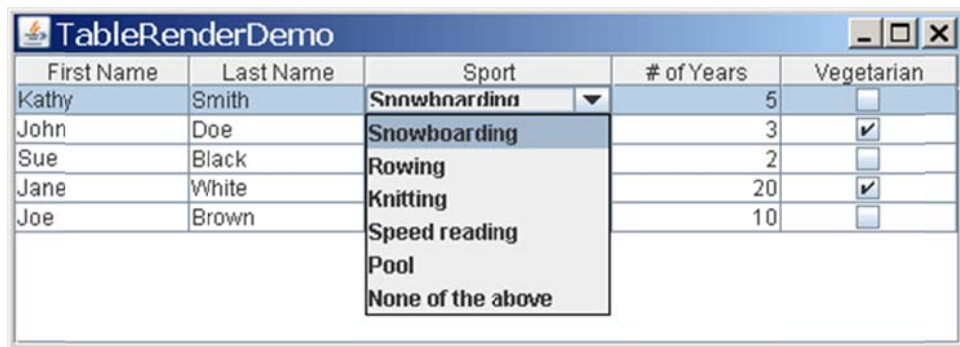 TableRenderDemo
First Name Last Name Sport # of Years Vegetarian
Kathy Smith Snowboarding 5
John Doe 3
Sue Black 2
Jane White 20
Joe Brown 10
Snowboarding
Rowing
Knitting
Speed reading
Pool
None of the above